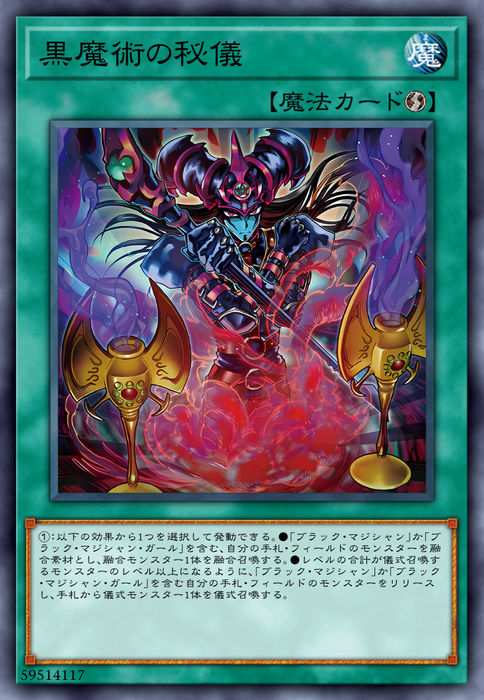 黒魔術の秘儀
魔
【魔法カード】
①：以下の効果から1つを選択して発動できる。●「ブラック・マジシャン」か「ブ
ラック・マジシャン・ガール」を含む、自分の手札・フィールドのモンスターを融
合素材とし、融合モンスター1体を融合召喚する。●レベルの合計が儀式召喚す
るモンスターのレベル以上になるように、「ブラック・マジシャン」か「ブラック
・マジシャン・ガール」を含む自分の手札・フィールドのモンスターをリリース
し、手札から儀式モンスター1体を儀式召喚する。
59514117